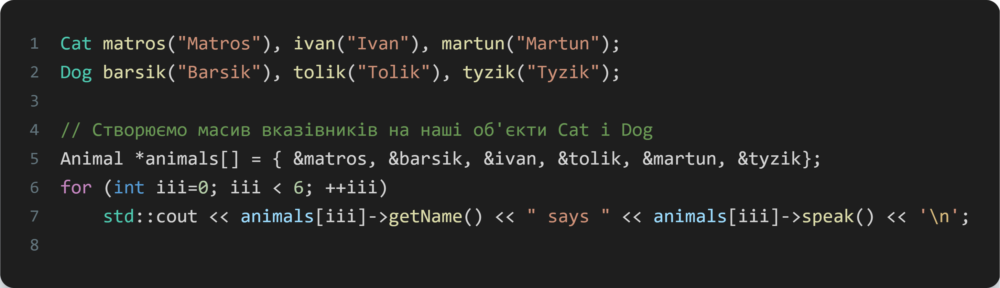 1 Cat matros("Matros"), ivan("Ivan"), martun("Martun");
2 Dog barsik("Barsik"), tolik("Tolik"), tyzik("Tyzik");
3
4 // Створюємо масив вказівників на наші об'єкти Cat і Dog
5 Animal *animals[] = { &matros, &barsik, &ivan, &tolik, &martun, &tyzik};
6 for (int iii=0; iii < 6; ++iii)
7 std::cout << animals[iii]->getName() << " says " << animals[iii]->speak() << '\n';
8